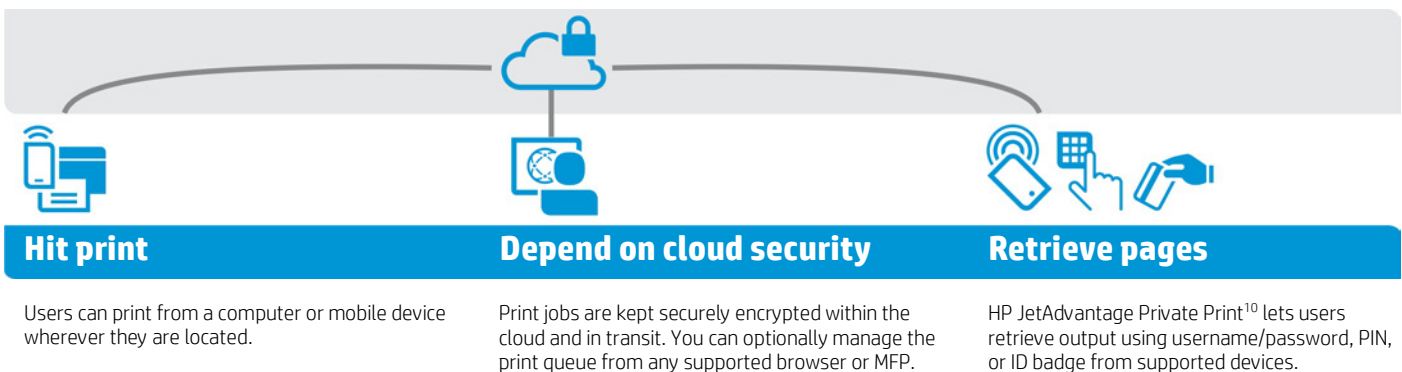 Hit print
Depend on cloud security
Retrieve pages
Users can print from a computer or mobile device
wherever they are located.
Print jobs are kept securely encrypted within the
cloud and in transit. You can optionally manage the
print queue from any supported browser or MFP.
HP JetAdvantage Private Print¹⁰ lets users
retrieve output using username/password, PIN,
or ID badge from supported devices.